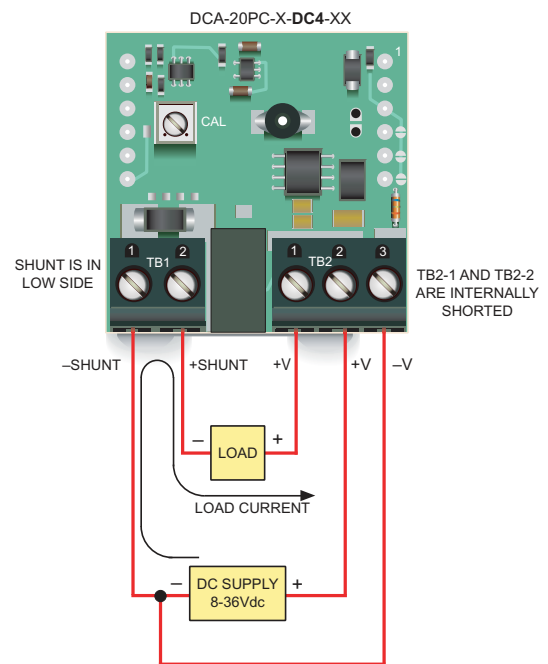 DCA-20PC-X-DC4-XX
1
CAL
1 2
TB1
1 2 3
TB2
SHUNT IS IN
LOW SIDE
TB2-1 AND TB2-2
ARE INTERNALLY
SHORTED
–SHUNT +SHUNT +V +V –V
– LOAD +
LOAD CURRENT
– DC SUPPLY +
8-36Vdc